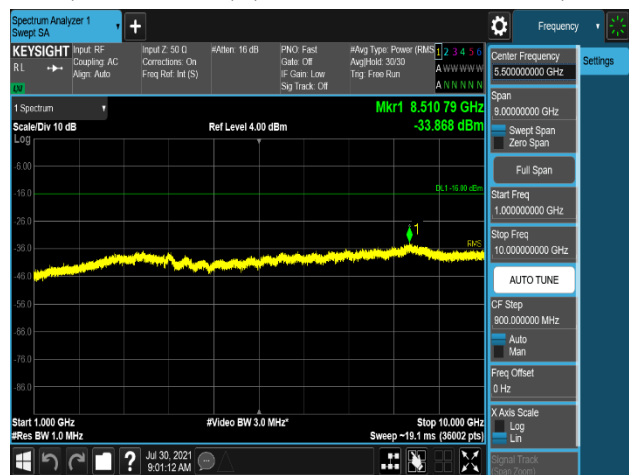 Spectrum Analyzer 1
Swept SA
Frequency
KEYSIGHT
RL
Input: RF
Coupling: AC
Align: Auto
Input Z: 50 Ω
Corrections: On
Freq Ref: Int (S)
#Atten: 16 dB
PNO: Fast
Gate: Off
IF Gain: Low
Sig Track: Off
#Avg Type: Power (RMS
Avg|Hold: 30/30
Trig: Free Run
1 2 3 4 5 6
A W W W W W
A N N N N N
LXI
1 Spectrum
Scale/Div 10 dB
Log
Ref Level 4.00 dBm
Mkr1 8.510 79 GHz
-33.868 dBm
-6.00
-16.0
-26.0
-36.0
-46.0
-56.0
-66.0
-76.0
-86.0
DL1 -16.00 dBm
1
RMS
Start 1.000 GHz
#Res BW 1.0 MHz
#Video BW 3.0 MHz*
Stop 10.000 GHz
Sweep ~19.1 ms (36002 pts)
Center Frequency
5.500000000 GHz
Settings
Span
9.00000000 GHz
Swept Span
Zero Span
Full Span
Start Freq
1.000000000 GHz
Stop Freq
10.000000000 GHz
AUTO TUNE
CF Step
900.000000 MHz
Auto
Man
Freq Offset
0 Hz
X Axis Scale
Log
Lin
Signal Track
(Span Zoom)
?
Jul 30, 2021
9:01:12 AM